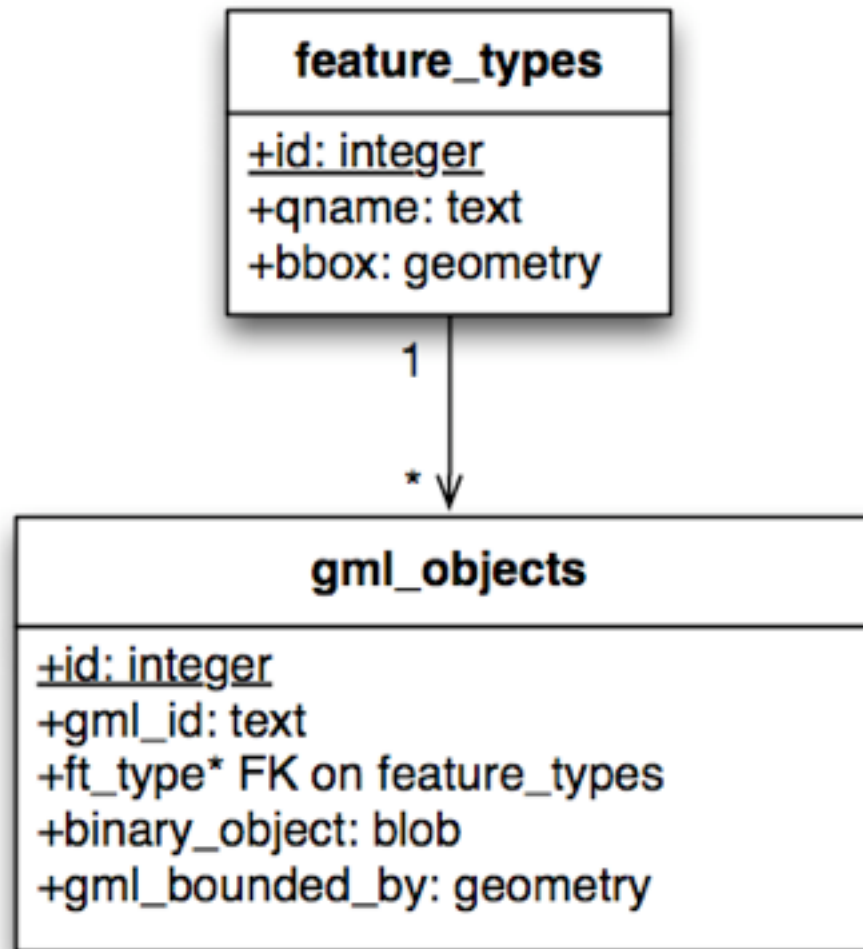 feature_types
+id: integer
+qname: text
+bbox: geometry
1
*
gml_objects
+id: integer
+gml_id: text
+ft_type* FK on feature_types
+binary_object: blob
+gml_bounded_by: geometry